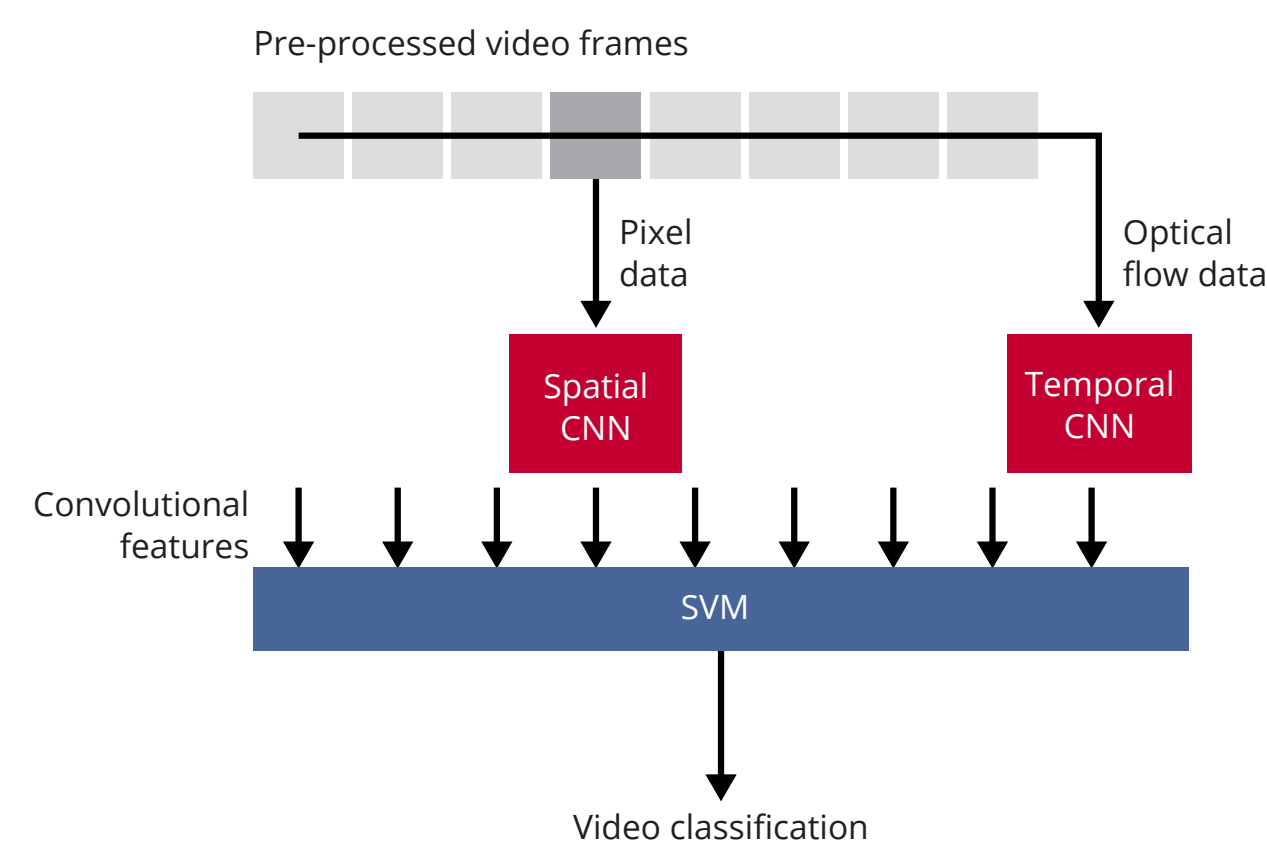 Pre-processed video frames
Pixel
data
Optical
flow data
Spatial
CNN
Temporal
CNN
Convolutional
features
SVM
Video classification